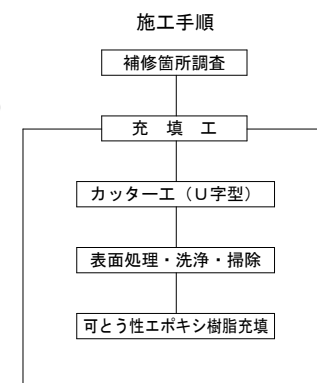 施工手順
補修箇所調査
充　填　工
カッター工（Ｕ字型）
表面処理・洗浄・掃除
可とう性エポキシ樹脂充填